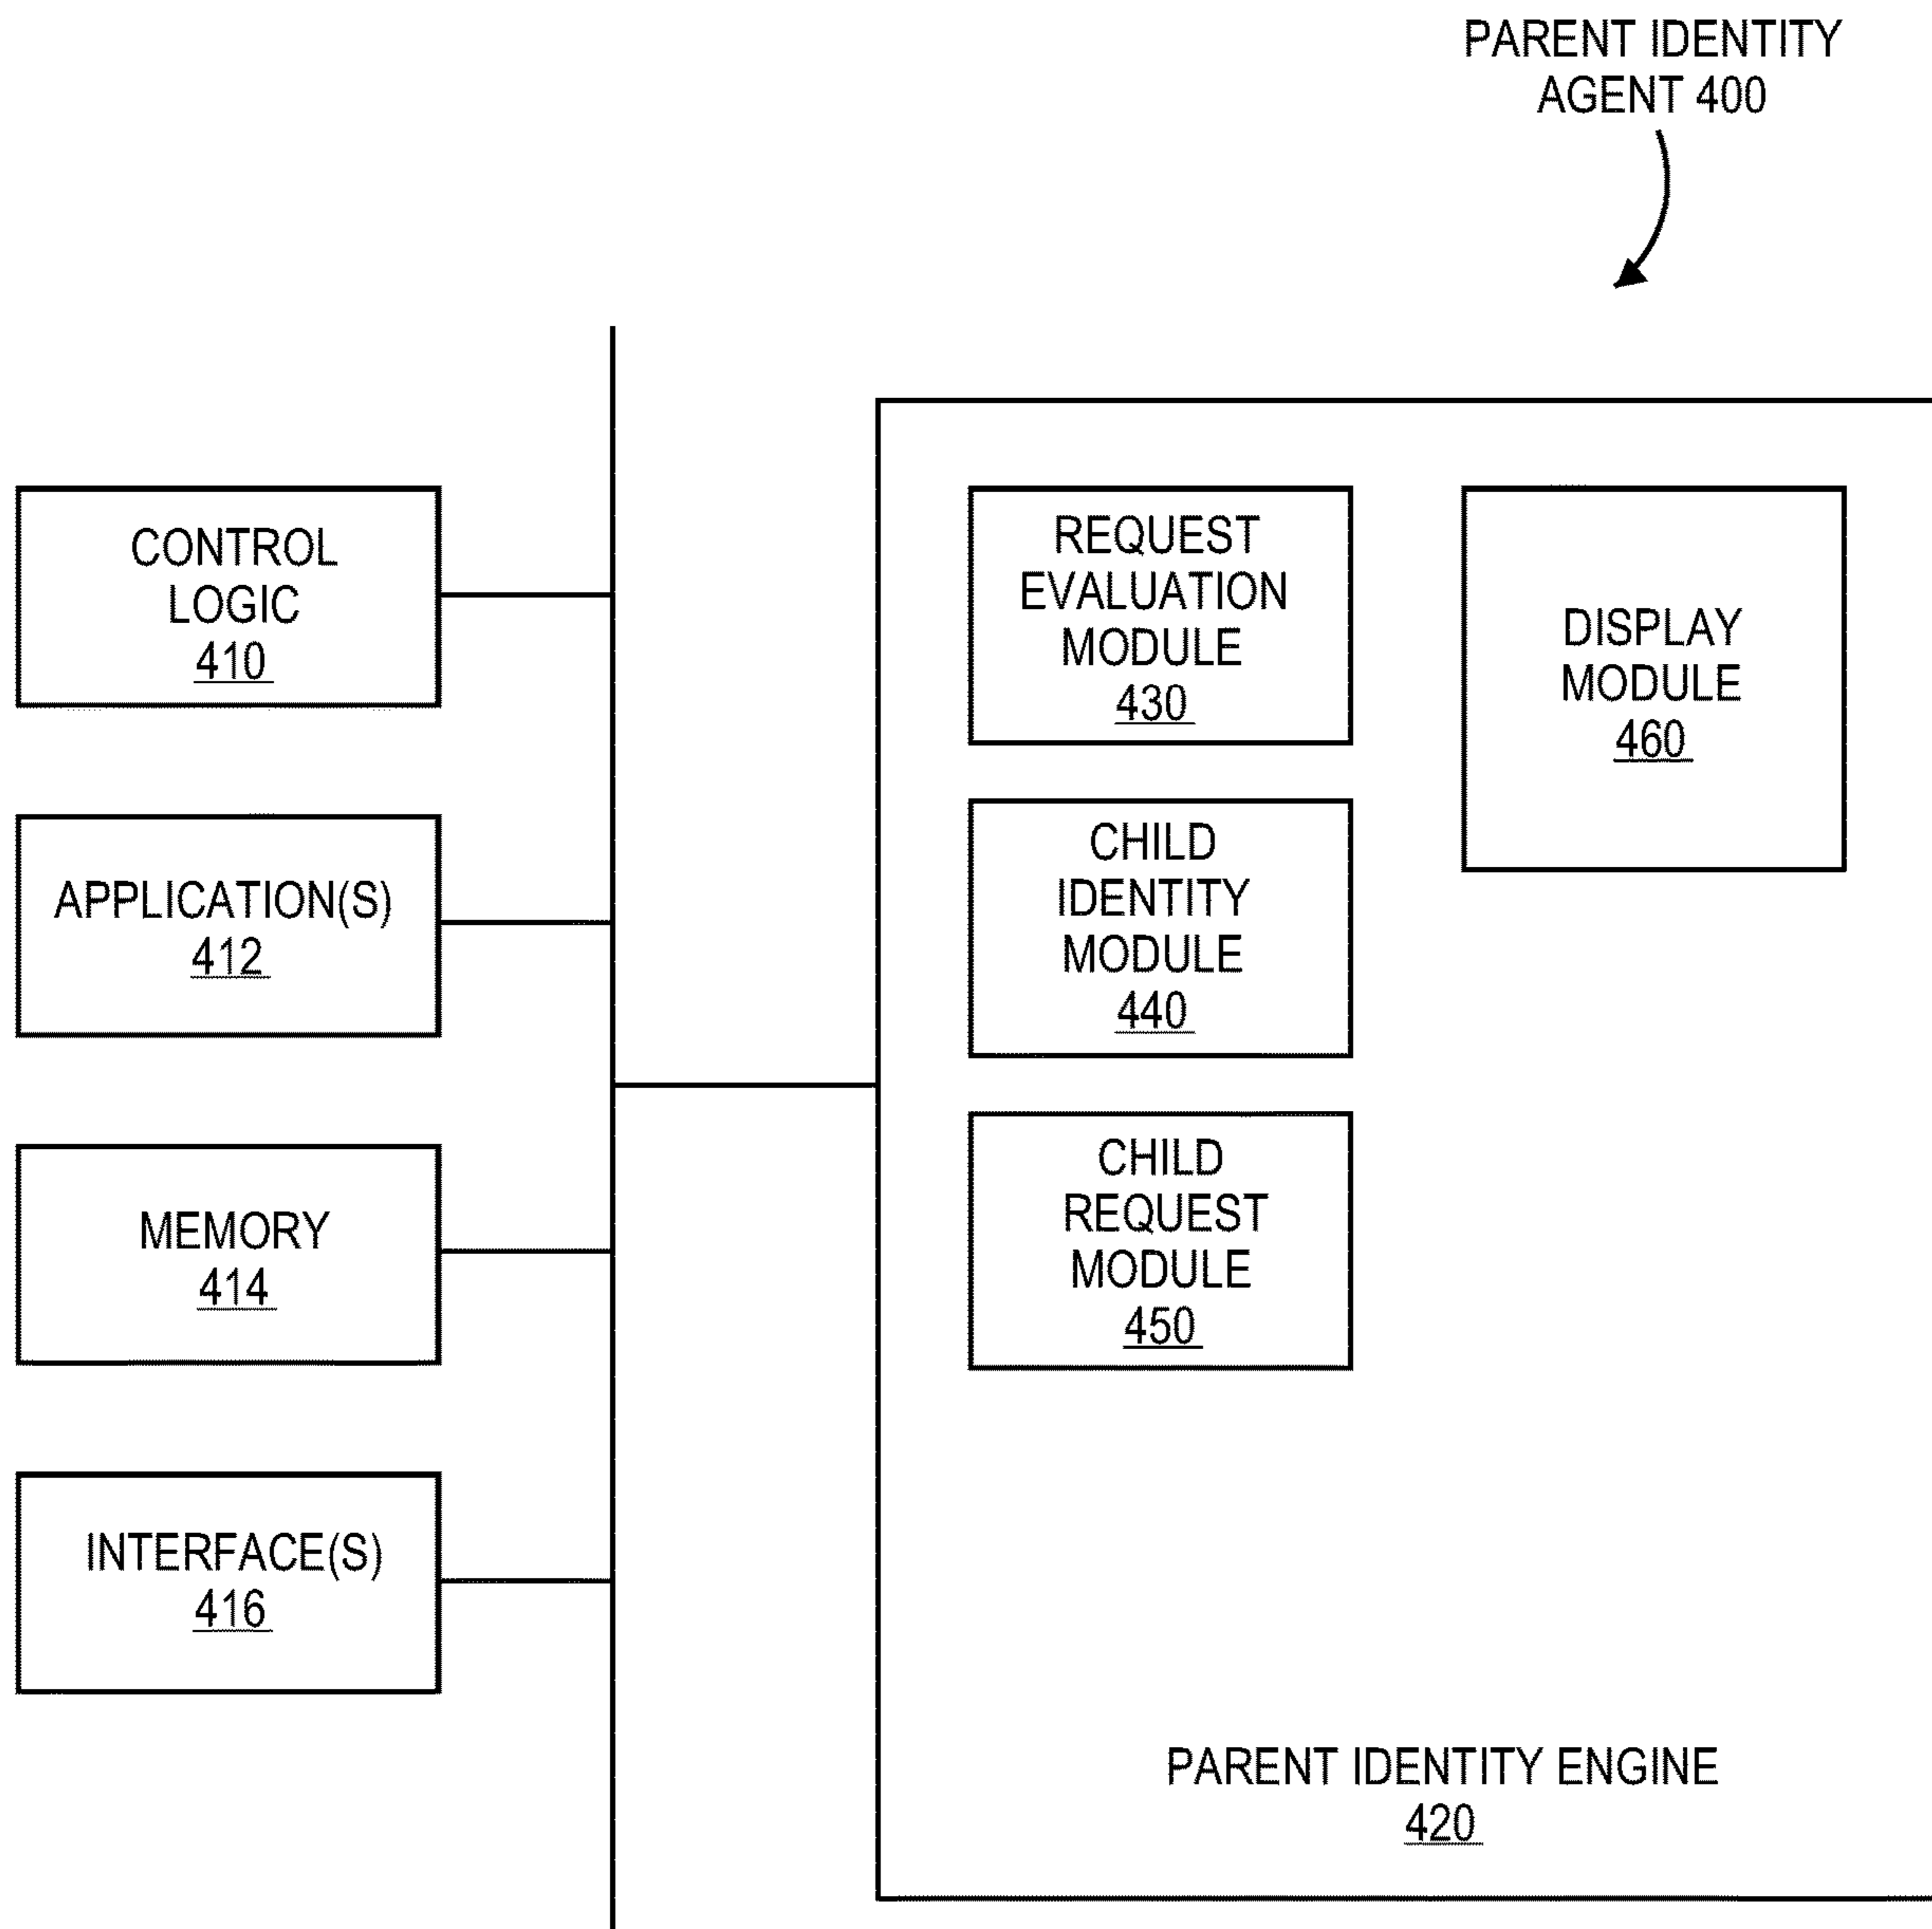 PARENT IDENTITY
AGENT 400
CONTROL
LOGIC
410
APPLICATION(S)
412
MEMORY
414
INTERFACE(S)
416
REQUEST
EVALUATION
MODULE
430
CHILD
IDENTITY
MODULE
440
CHILD
REQUEST
MODULE
450
DISPLAY
MODULE
460
PARENT IDENTITY ENGINE
420